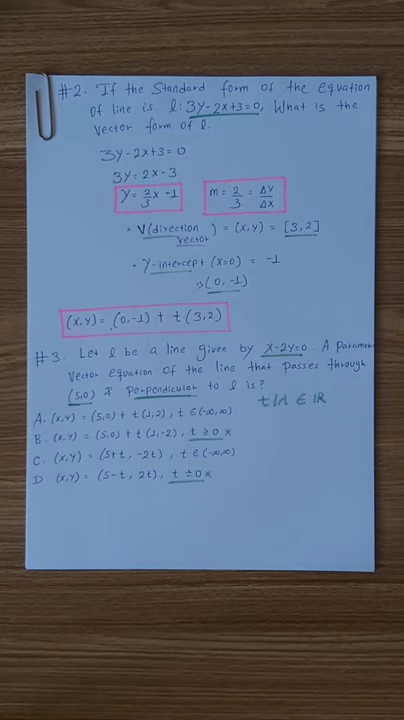 #2. If the Standard form of the equation
of line is l: 3y-2x+3=0, What is the
vector form of l.
3y-2x+3=0
3y = 2x-3
y = 2/3 x -1    m = 2/3 = Δy/Δx
• V(direction vector) = (x,y) = [3,2]
• y-intercept (x=0) = -1
⇒ (0,-1)
(x,y) = (0,-1) + t(3,2)
#3. Let l be a line given by x-2y=0. A Parametric
Vector equation of the line that passes through
(5,0) & Perpendicular to l is?
t/λ ∈ ℝ
A. (x,y) = (5,0) + t(1,2), t ∈ (-∞,∞)
B. (x,y) = (5,0) + t(1,-2), t ≥ 0 x
C. (x,y) = (5+t, -2t), t ∈ (-∞,∞)
D (x,y) = (5-t, 2t), t ≥ 0 x